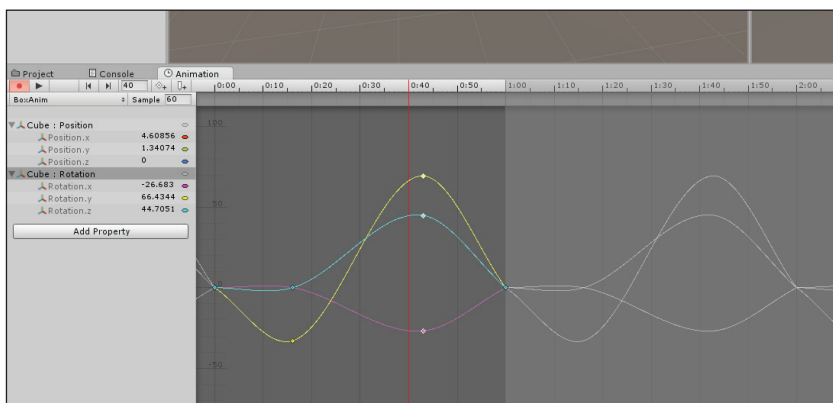 Project Console Animation
40 0:00 0:10 0:20 0:30 0:40 0:50 1:00 1:10 1:20 1:30 1:40 1:50 2:00
BoxAnim Sample 60
Cube : Position
Position.x 4.60856
Position.y 1.34074
Position.z 0
Cube : Rotation
Rotation.x -26.683
Rotation.y 66.4344
Rotation.z 44.7051
Add Property
100
50
0
-50